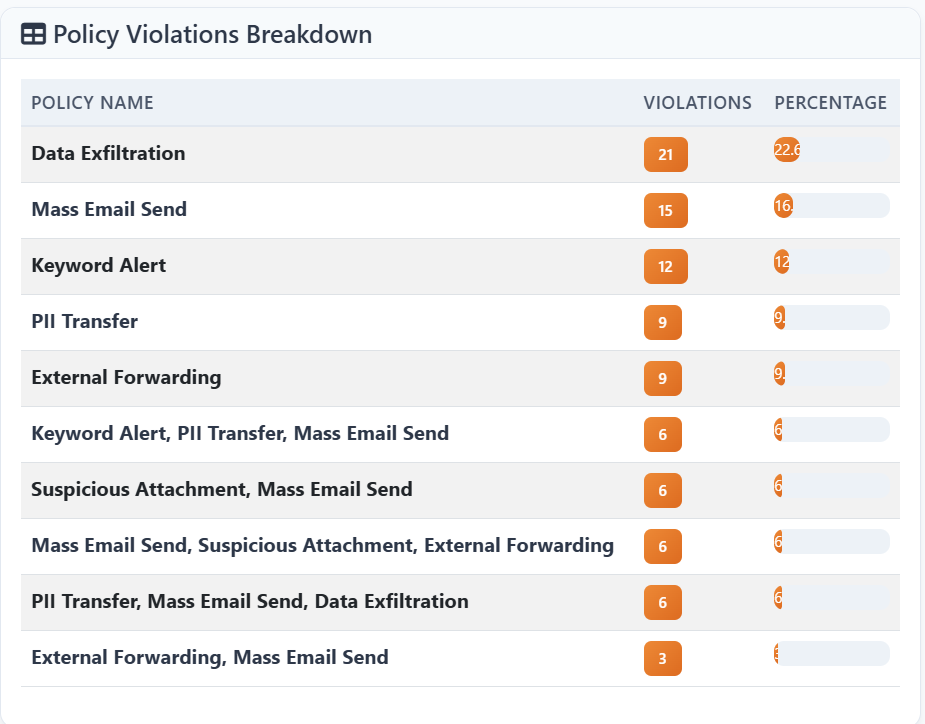 Policy Violations Breakdown
POLICY NAME VIOLATIONS PERCENTAGE
Data Exfiltration 21 22.6
Mass Email Send 15 16.
Keyword Alert 12 12
PII Transfer 9 9.
External Forwarding 9 9.
Keyword Alert, PII Transfer, Mass Email Send 6 6
Suspicious Attachment, Mass Email Send 6 6
Mass Email Send, Suspicious Attachment, External Forwarding 6 6
PII Transfer, Mass Email Send, Data Exfiltration 6 6
External Forwarding, Mass Email Send 3